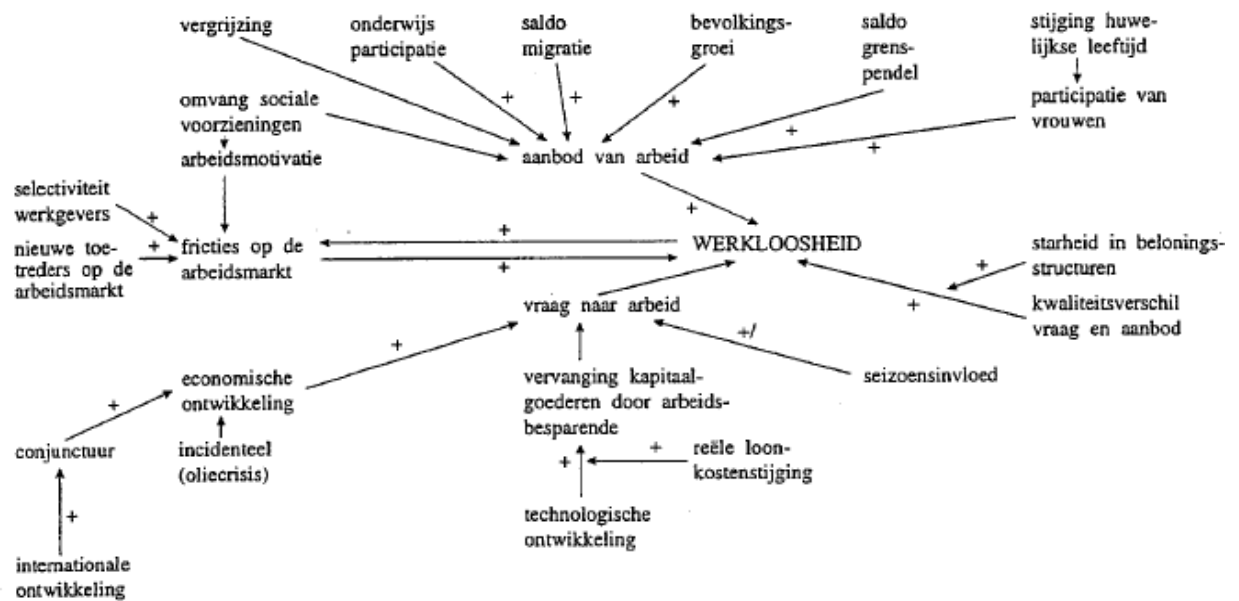 vergrijzing
onderwijs
participatie
saldo
migratie
bevolkings-
groei
saldo
grens-
pendel
stijging huwe-
lijkse leeftijd
participatie van
vrouwen
omvang sociale
voorzieningen
arbeidsmotivatie
+
+
+
+
+
aanbod van arbeid
selectiviteit
werkgevers
+
nieuwe toe-
treders op de
arbeidsmarkt
+
fricties op de
arbeidsmarkt
+
+
+
WERKLOOSHEID
starheid in belonings-
structuren
+
+
kwaliteitsverschil
vraag en aanbod
vraag naar arbeid
+
+/
seizoensinvloed
economische
ontwikkeling
+
conjunctuur
incidenteel
(oliecrisis)
vervanging kapitaal-
goederen door arbeids-
besparende
+
+
reële loon-
kostenstijging
technologische
ontwikkeling
+
internationale
ontwikkeling